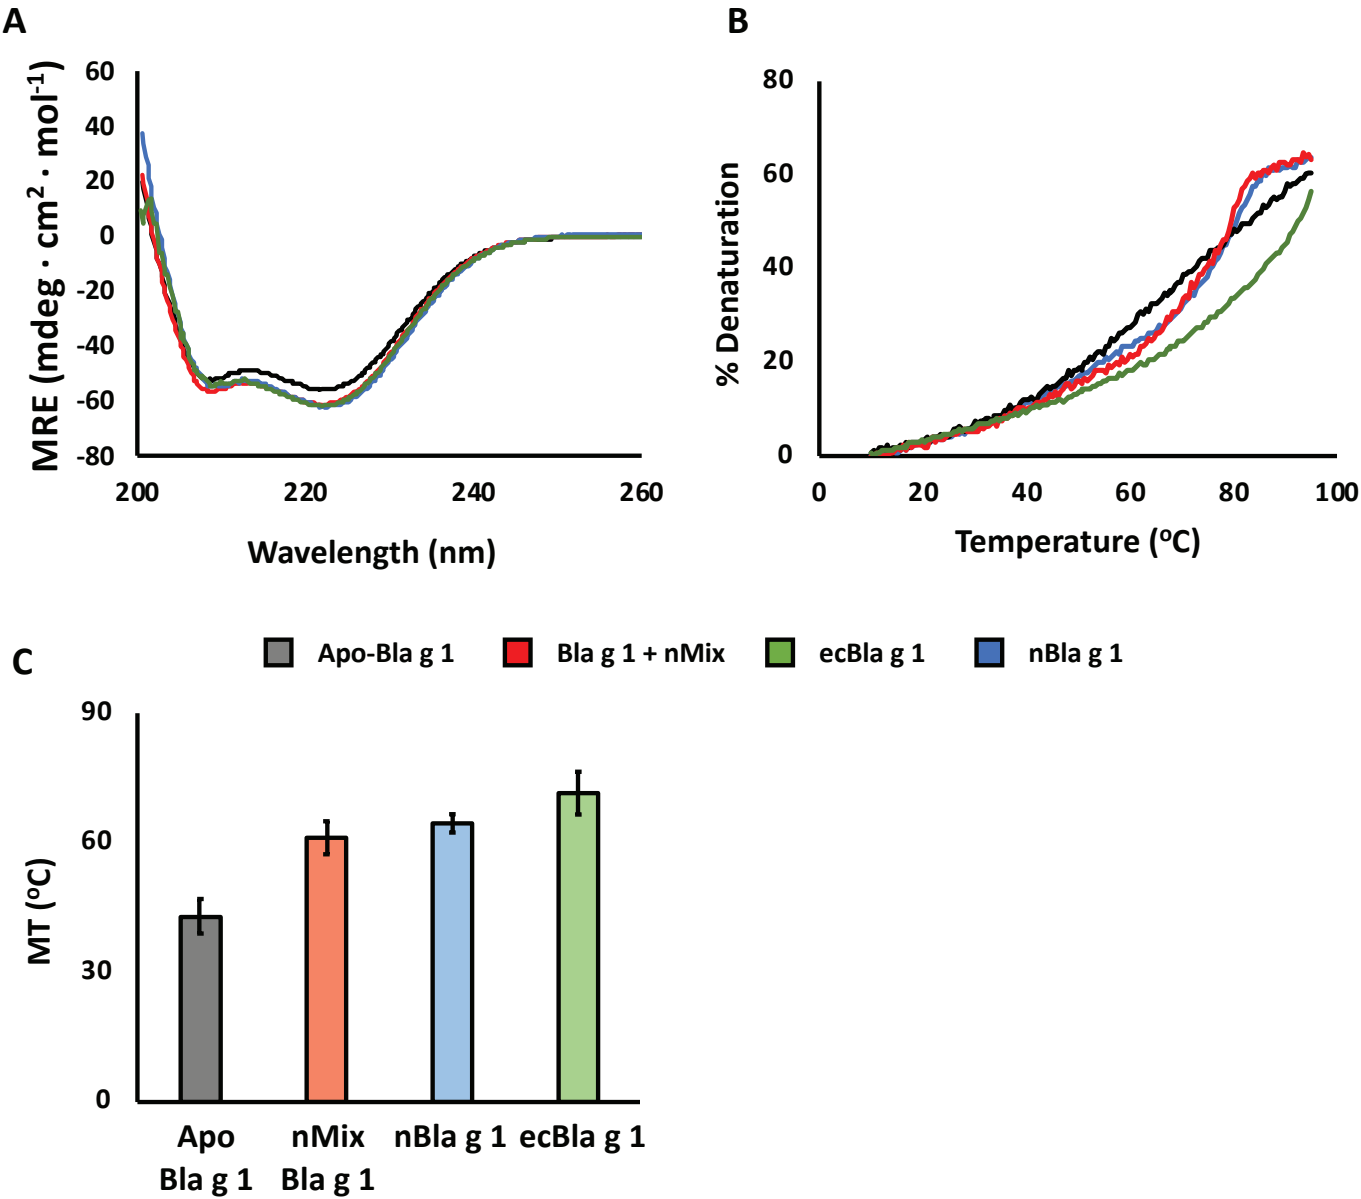 A
MRE (mdeg · cm² · mol⁻¹)
60
40
20
0
-20
-40
-60
-80
200
220
240
260
Wavelength (nm)
B
% Denaturation
80
60
40
20
0
0
20
40
60
80
100
Temperature (ºC)
Apo-Bla g 1
Bla g 1 + nMix
ecBla g 1
nBla g 1
C
MT (ºC)
90
60
30
0
Apo
Bla g 1
nMix
Bla g 1
nBla g 1
ecBla g 1